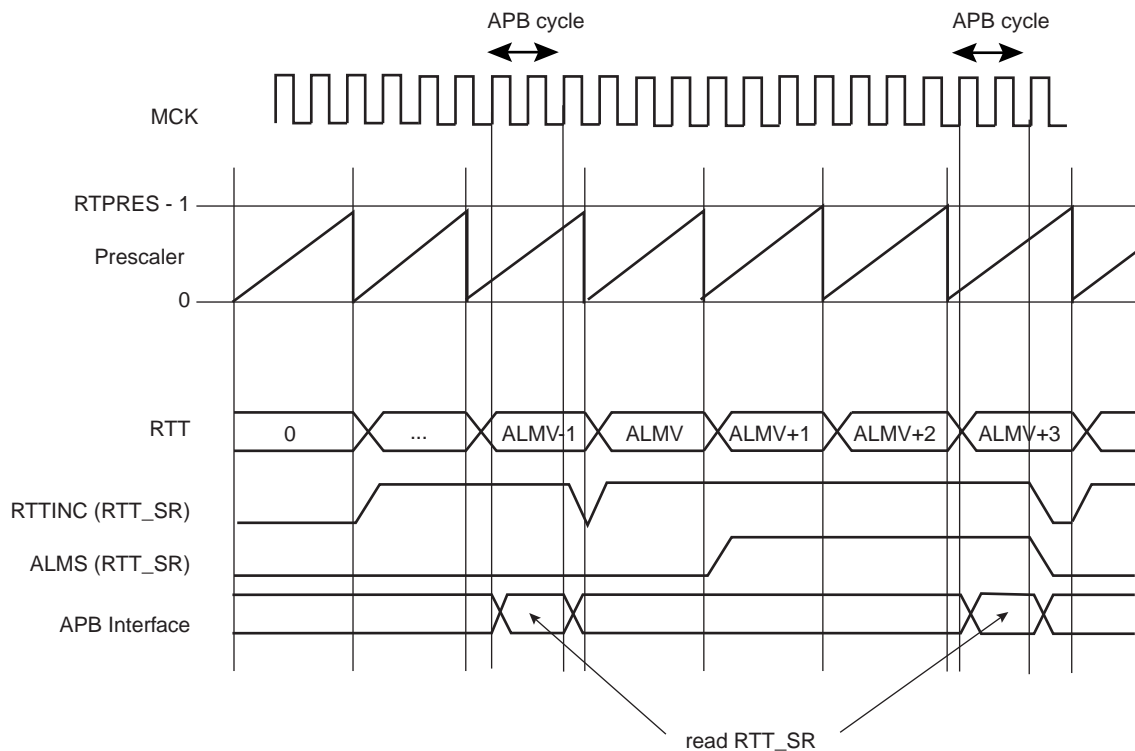 APB cycle APB cycle
MCK
RTPRES - 1
Prescaler
0
RTT 0 ... ALMV-1 ALMV ALMV+1 ALMV+2 ALMV+3
RTTINC (RTT_SR)
ALMS (RTT_SR)
APB Interface
read RTT_SR